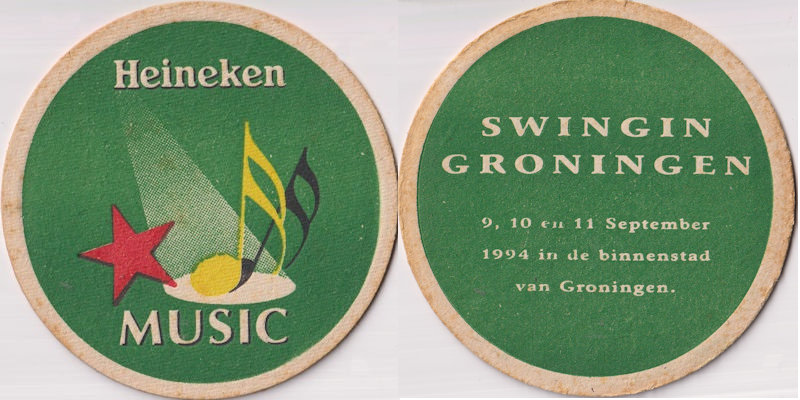 Heineken
MUSIC
SWINGIN
GRONINGEN
9, 10 en 11 September
1994 in de binnenstad
van Groningen.